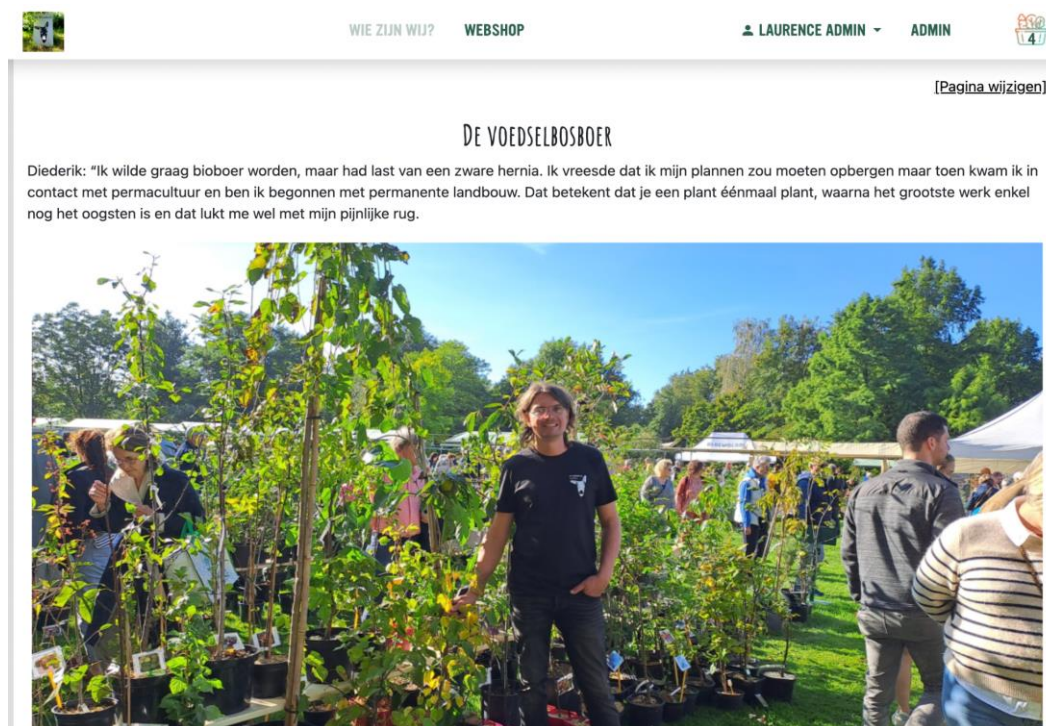 WIE ZIJN WIJ?
WEBSHOP
LAURENCE ADMIN
ADMIN
4
[Pagina wijzigen]
De voedselbosboer
Diederik: “Ik wilde graag bioboer worden, maar had last van een zware hernia. Ik vreesde dat ik mijn plannen zou moeten opbergen maar toen kwam ik in
contact met permacultuur en ben ik begonnen met permanente landbouw. Dat betekent dat je een plant éénmaal plant, waarna het grootste werk enkel
nog het oogsten is en dat lukt me wel met mijn pijnlijke rug.